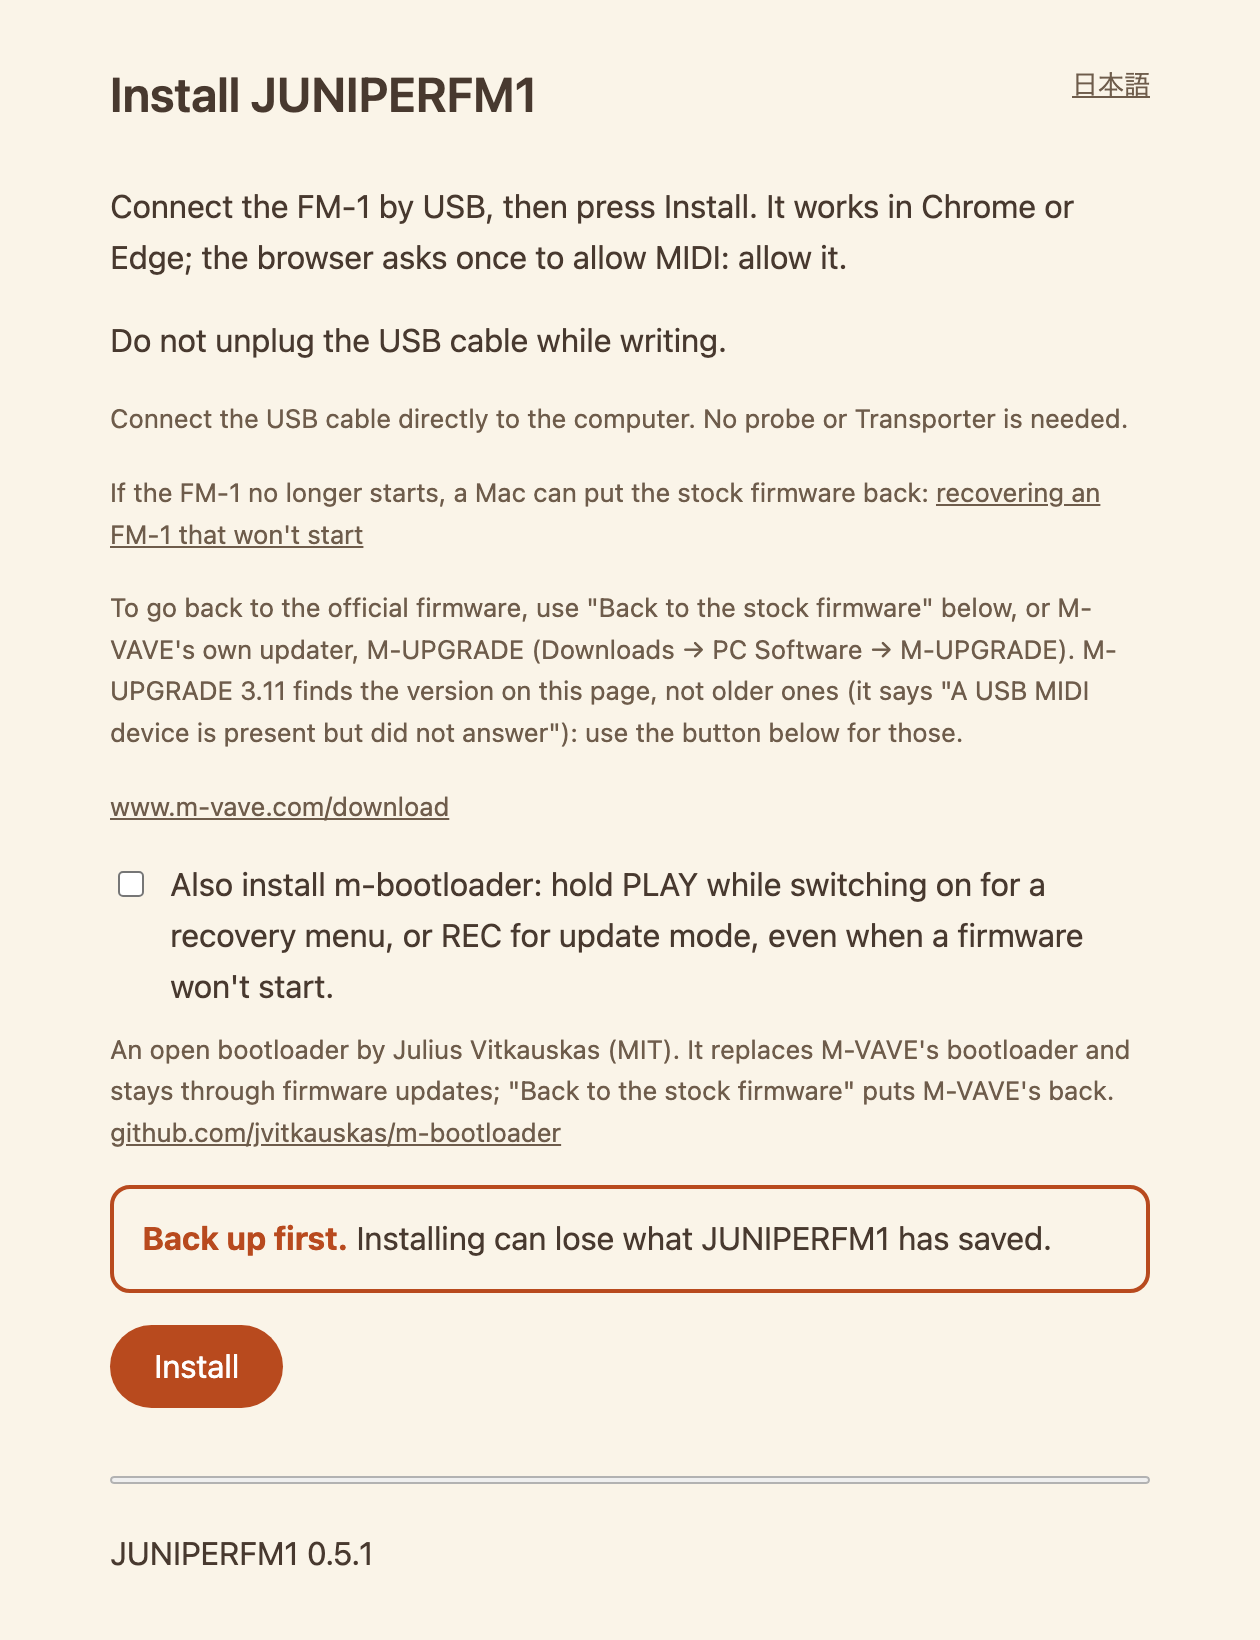 Install JUNIPERFM1
日本語
Connect the FM-1 by USB, then press Install. It works in Chrome or
Edge; the browser asks once to allow MIDI: allow it.
Do not unplug the USB cable while writing.
Connect the USB cable directly to the computer. No probe or Transporter is needed.
If the FM-1 no longer starts, a Mac can put the stock firmware back: recovering an
FM-1 that won't start
To go back to the official firmware, use "Back to the stock firmware" below, or M-
VAVE's own updater, M-UPGRADE (Downloads → PC Software → M-UPGRADE). M-
UPGRADE 3.11 finds the version on this page, not older ones (it says "A USB MIDI
device is present but did not answer"): use the button below for those.
www.m-vave.com/download
Also install m-bootloader: hold PLAY while switching on for a
recovery menu, or REC for update mode, even when a firmware
won't start.
An open bootloader by Julius Vitkauskas (MIT). It replaces M-VAVE's bootloader and
stays through firmware updates; "Back to the stock firmware" puts M-VAVE's back.
github.com/jvitkauskas/m-bootloader
Back up first. Installing can lose what JUNIPERFM1 has saved.
Install
JUNIPERFM1 0.5.1